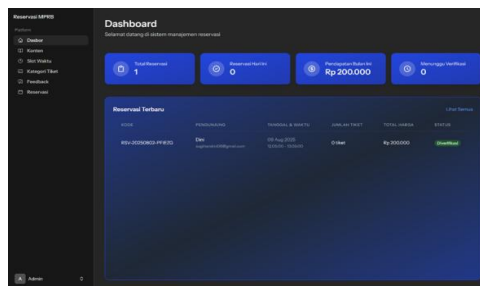 Reservasi MPRB
Platform
Dasbor
Konten
Slot Waktu
Kategori Tiket
Feedback
Reservasi
A Admin
Dashboard
Selamat datang di sistem manajemen reservasi
Total Reservasi
1
Reservasi Hari Ini
0
Pendapatan Bulan Ini
Rp 200.000
Menunggu Verifikasi
0
Reservasi Terbaru
Lihat Semua
KODE PENGUNJUNG TANGGAL & WAKTU JUMLAH TIKET TOTAL HARGA STATUS
Dini 05 Aug 2025 0 tiket Rp 200.000 Diverifikasi